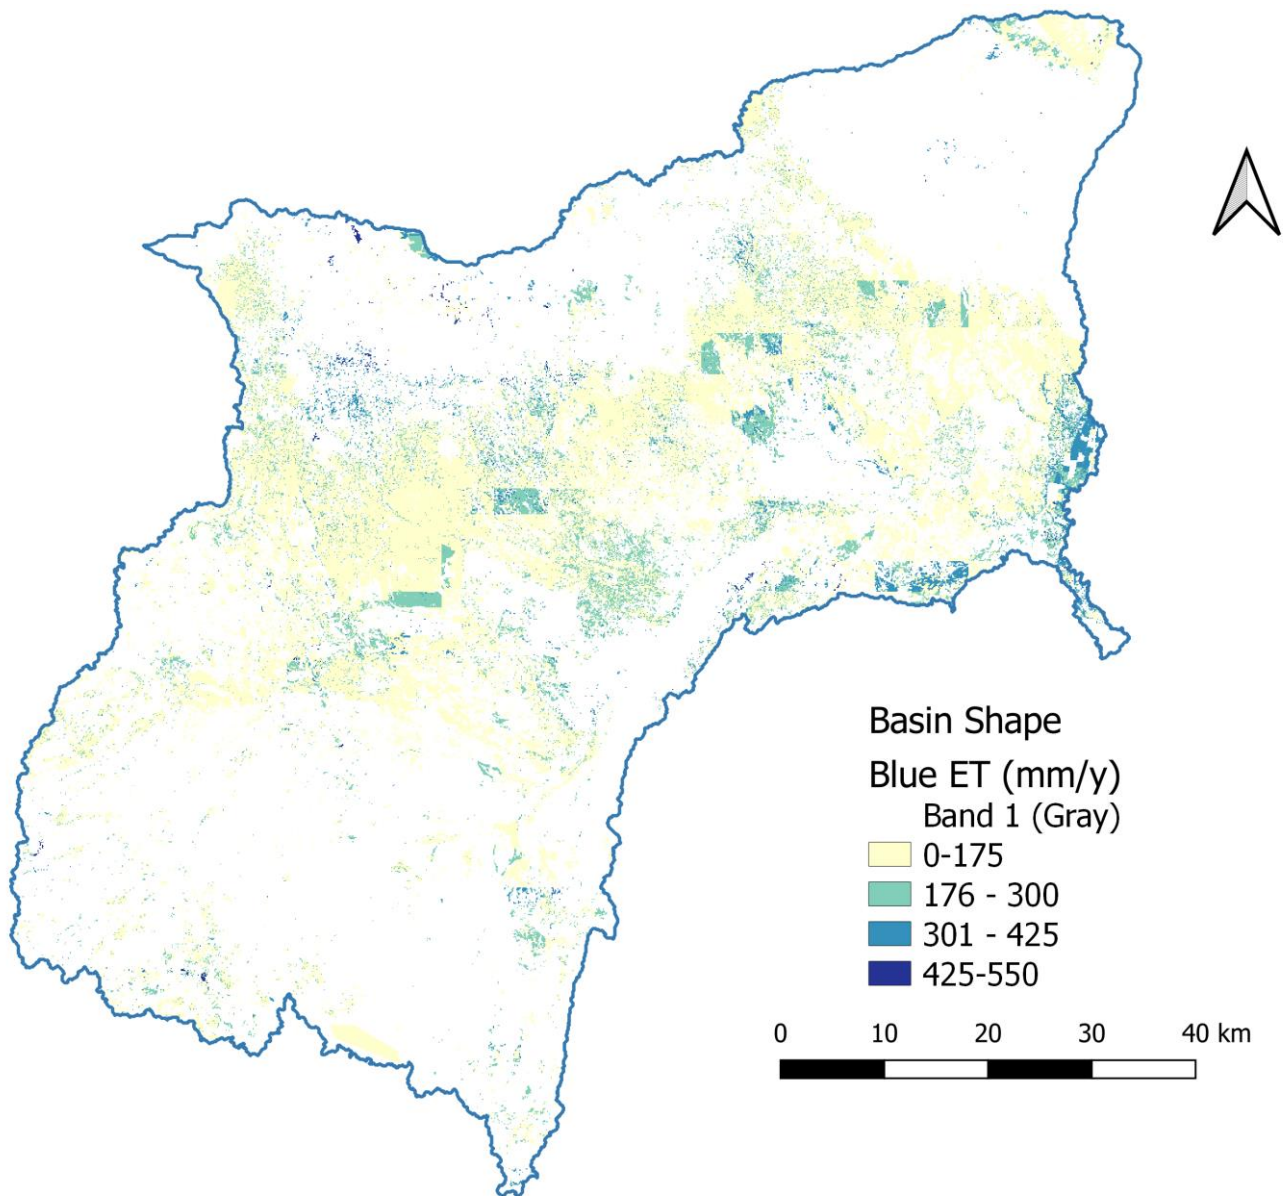 Basin Shape
Blue ET (mm/y)
Band 1 (Gray)
0-175
176 - 300
301 - 425
425-550
0 10 20 30 40 km